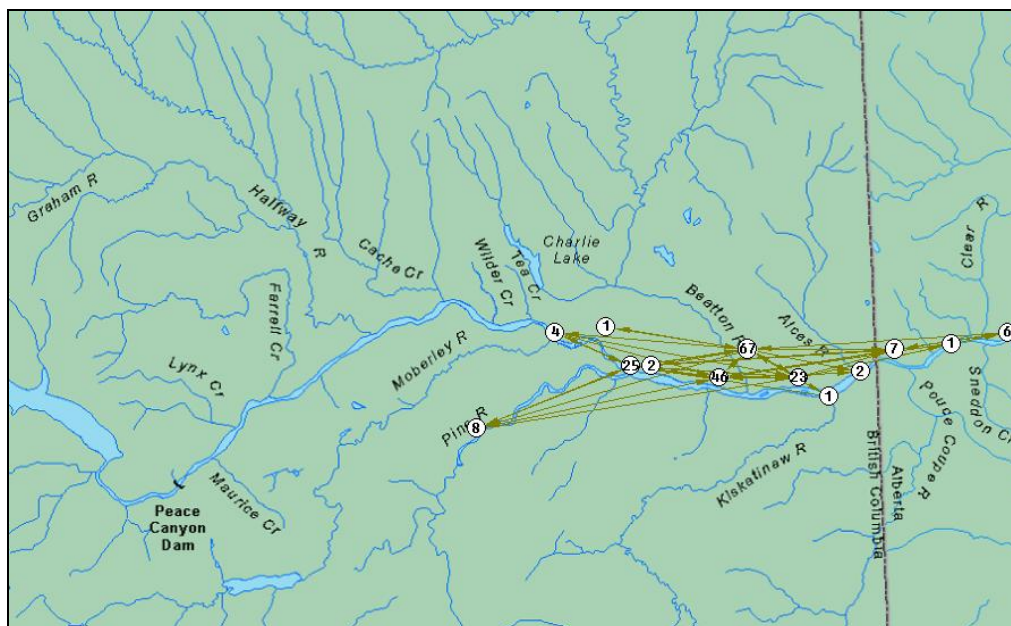 Graham R
Halfway R
Cache Cr
Farrell Cr
Lynx Cr
Maurice Cr
Peace
Canyon
Dam
Moberley R
Wilder Cr
Tea Cr
Charlie
Lake
Pine R
Beatton R
Alces R
Kiskatinaw R
British Columbia
Alberta
Pouce Coupe R
Clear R
Sneddon Cr
4
1
67
7
1
6
25
2
46
23
2
1
8